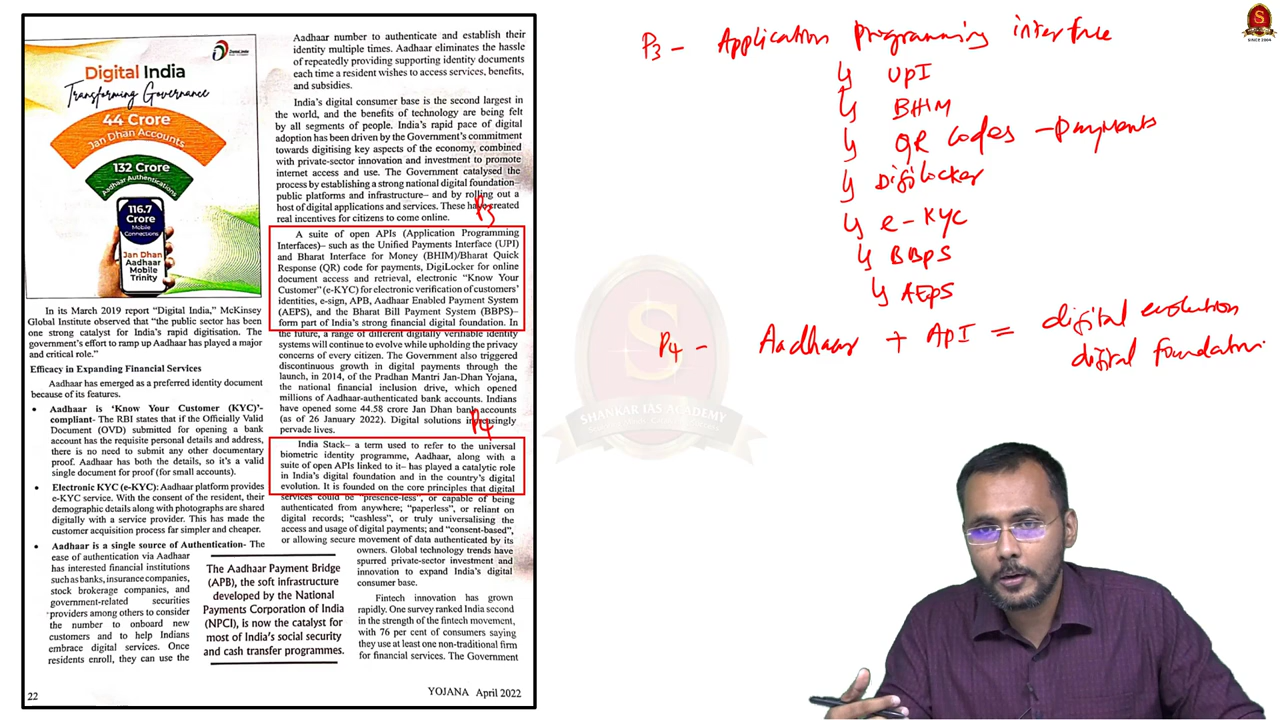 Digital India
Digital India
Transforming Governance
44 Crore
Jan Dhan Accounts
132 Crore
Aadhaar Authentications
116.7
Crore
Mobile
Connections
Jan Dhan
Aadhaar
Mobile
Trinity
In its March 2019 report “Digital India,” McKinsey
Global Institute observed that “the public sector has been
one strong catalyst for India's rapid digitisation. The
government's effort to ramp up Aadhaar has played a major
and critical role.”
Efficacy in Expanding Financial Services
Aadhaar has emerged as a preferred identity document
because of its features.
• Aadhaar is ‘Know Your Customer (KYC)’-
compliant- The RBI states that if the Officially Valid
Document (OVD) submitted for opening a bank
account has the requisite personal details and address,
there is no need to submit any other documentary
proof. Aadhaar has both the details, so it's a valid
single document for proof (for small accounts).
• Electronic KYC (e-KYC): Aadhaar platform provides
e-KYC service. With the consent of the resident, their
demographic details along with photographs are shared
digitally with a service provider. This has made the
customer acquisition process far simpler and cheaper.
• Aadhaar is a single source of Authentication- The
ease of authentication via Aadhaar
has interested financial institutions
such as banks, insurance companies,
stock brokerage companies, and
government-related securities
providers among others to consider
the number to onboard new
customers and to help Indians
embrace digital services. Once
residents enroll, they can use the
The Aadhaar Payment Bridge
(APB), the soft infrastructure
developed by the National
Payments Corporation of India
(NPCI), is now the catalyst for
most of India's social security
and cash transfer programmes.
Aadhaar number to authenticate and establish their
identity multiple times. Aadhaar eliminates the hassle
of repeatedly providing supporting identity documents
each time a resident wishes to access services, benefits,
and subsidies.
India's digital consumer base is the second largest in
the world, and the benefits of technology are being felt
by all segments of people. India's rapid pace of digital
adoption has been driven by the Government's commitment
towards digitising key aspects of the economy, combined
with private-sector innovation and investment to promote
internet access and use. The Government catalysed the
process by establishing a strong national digital foundation–
public platforms and infrastructure– and by rolling out a
host of digital applications and services. These have created
real incentives for citizens to come online.
P3
A suite of open APIs (Application Programming
Interfaces)– such as the Unified Payments Interface (UPI)
and Bharat Interface for Money (BHIM)/Bharat Quick
Response (QR) code for payments, DigiLocker for online
document access and retrieval, electronic “Know Your
Customer” (e-KYC) for electronic verification of customers'
identities, e-sign, APB, Aadhaar Enabled Payment System
(AEPS), and the Bharat Bill Payment System (BBPS)–
form part of India's strong financial digital foundation. In
the future, a range of different digitally verifiable identity
systems will continue to evolve while upholding the privacy
concerns of every citizen. The Government also triggered
discontinuous growth in digital payments through the
launch, in 2014, of the Pradhan Mantri Jan-Dhan Yojana,
the national financial inclusion drive, which opened
millions of Aadhaar-authenticated bank accounts. Indians
have opened some 44.58 crore Jan Dhan bank accounts
(as of 26 January 2022). Digital solutions increasingly
pervade lives.
P4
India Stack– a term used to refer to the universal
biometric identity programme, Aadhaar, along with a
suite of open APIs linked to it– has played a catalytic role
in India's digital foundation and in the country's digital
evolution. It is founded on the core principles that digital
services could be “presence-less”, or capable of being
authenticated from anywhere; “paperless”, or reliant on
digital records; “cashless”, or truly universalising the
access and usage of digital payments; and “consent-based”,
or allowing secure movement of data authenticated by its
owners. Global technology trends have
spurred private-sector investment and
innovation to expand India's digital
consumer base.
Fintech innovation has grown
rapidly. One survey ranked India second
in the strength of the fintech movement,
with 76 per cent of consumers saying
they use at least one non-traditional firm
for financial services. The Government
22
YOJANA April 2022
P3 – Application programming interface
↳ UPI
↳ BHIM
↳ QR codes – payments
↳ Digilocker
↳ e-KYC
↳ BBPS
↳ AEPS
P4 – Aadhaar + API = digital evolution
digital foundation
SHANKAR IAS ACADEMY
S
SINCE 2004